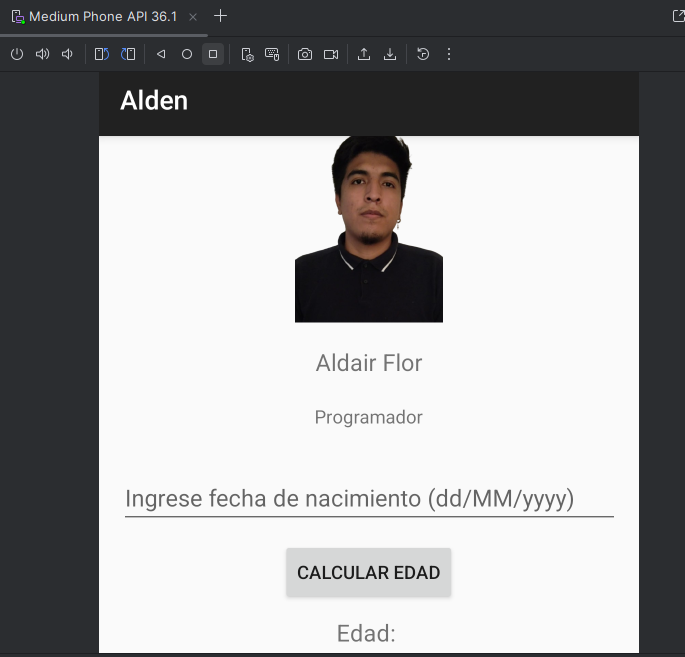 Medium Phone API 36.1
Alden
Aldair Flor
Programador
Ingrese fecha de nacimiento (dd/MM/yyyy)
CALCULAR EDAD
Edad: